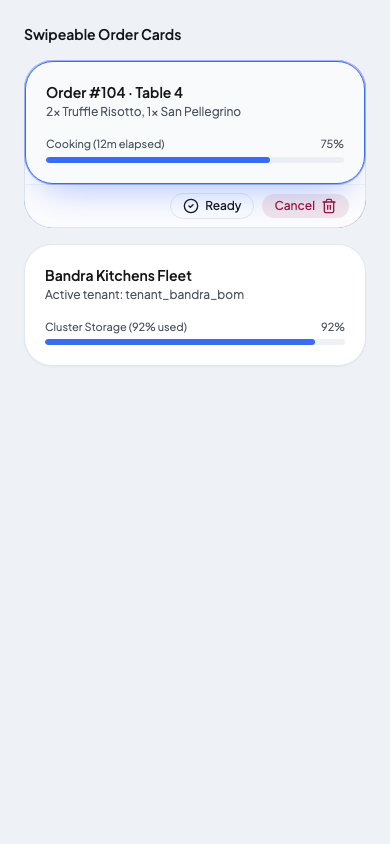 Swipeable Order Cards
Order #104 · Table 4
2× Truffle Risotto, 1× San Pellegrino
Cooking (12m elapsed) 75%
Ready Cancel
Bandra Kitchens Fleet
Active tenant: tenant_bandra_bom
Cluster Storage (92% used) 92%